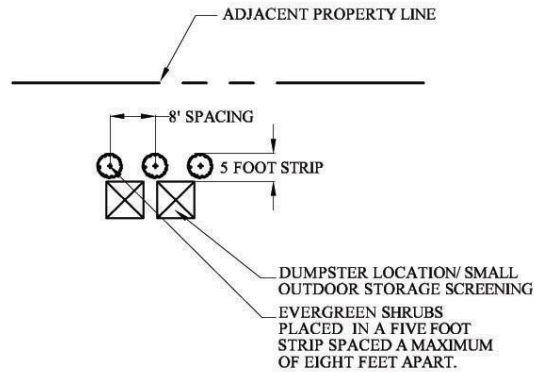 ADJACENT PROPERTY LINE
8' SPACING
5 FOOT STRIP
DUMPSTER LOCATION/ SMALL
OUTDOOR STORAGE SCREENING
EVERGREEN SHRUBS
PLACED IN A FIVE FOOT
STRIP SPACED A MAXIMUM
OF EIGHT FEET APART.